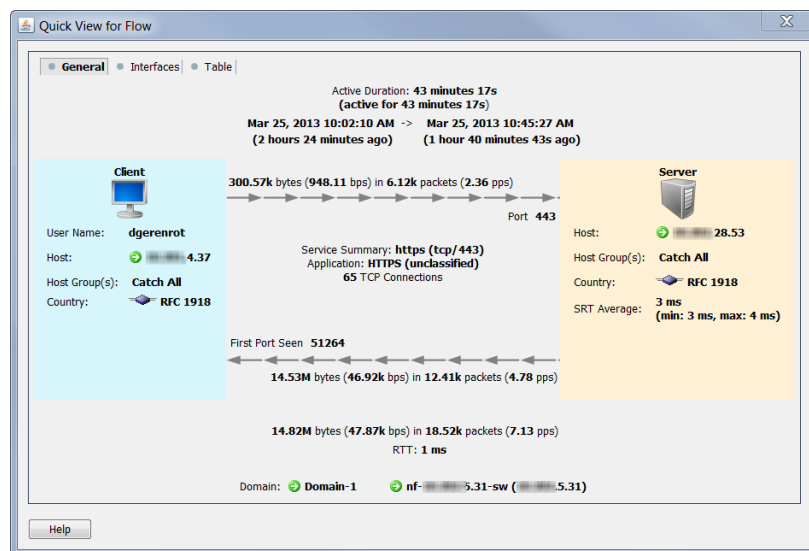 Quick View for Flow
General Interfaces Table
Active Duration: 43 minutes 17s
(active for 43 minutes 17s)
Mar 25, 2013 10:02:10 AM -> Mar 25, 2013 10:45:27 AM
(2 hours 24 minutes ago) (1 hour 40 minutes 43s ago)
Client
User Name: dgerenrot
Host: 4.37
Host Group(s): Catch All
Country: RFC 1918
300.57k bytes (948.11 bps) in 6.12k packets (2.36 pps)
Port 443
Service Summary: https (tcp/443)
Application: HTTPS (unclassified)
65 TCP Connections
First Port Seen 51264
14.53M bytes (46.92k bps) in 12.41k packets (4.78 pps)
Server
Host: 28.53
Host Group(s): Catch All
Country: RFC 1918
SRT Average: 3 ms
(min: 3 ms, max: 4 ms)
14.82M bytes (47.87k bps) in 18.52k packets (7.13 pps)
RTT: 1 ms
Domain: Domain-1 nf- 5.31-sw ( .5.31)
Help